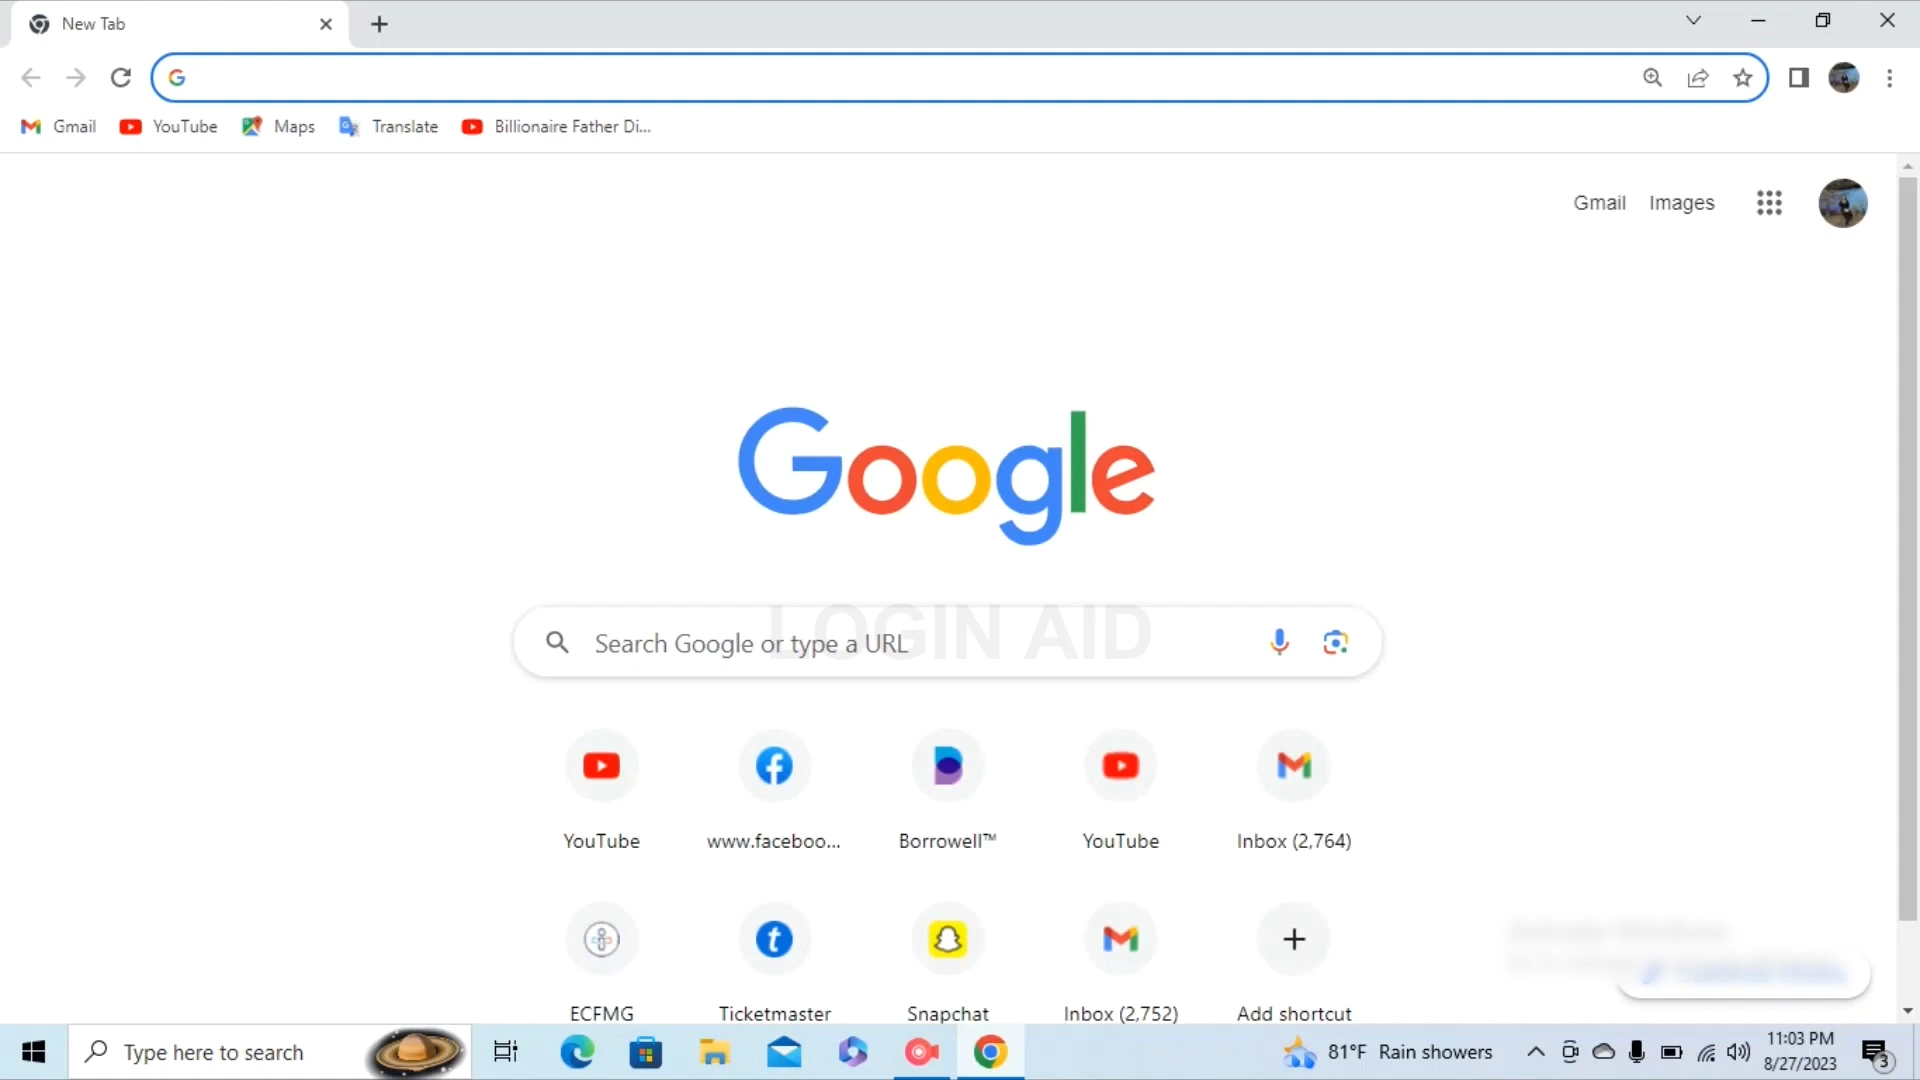 New Tab
Gmail YouTube Maps Translate Billionaire Father Di...
Gmail Images
Google
LOGIN AID
Search Google or type a URL
YouTube www.faceboo... Borrowell™ YouTube Inbox (2,764)
ECFMG Ticketmaster Snapchat Inbox (2,752) Add shortcut
Type here to search 81°F Rain showers 11:03 PM
8/27/2023 3